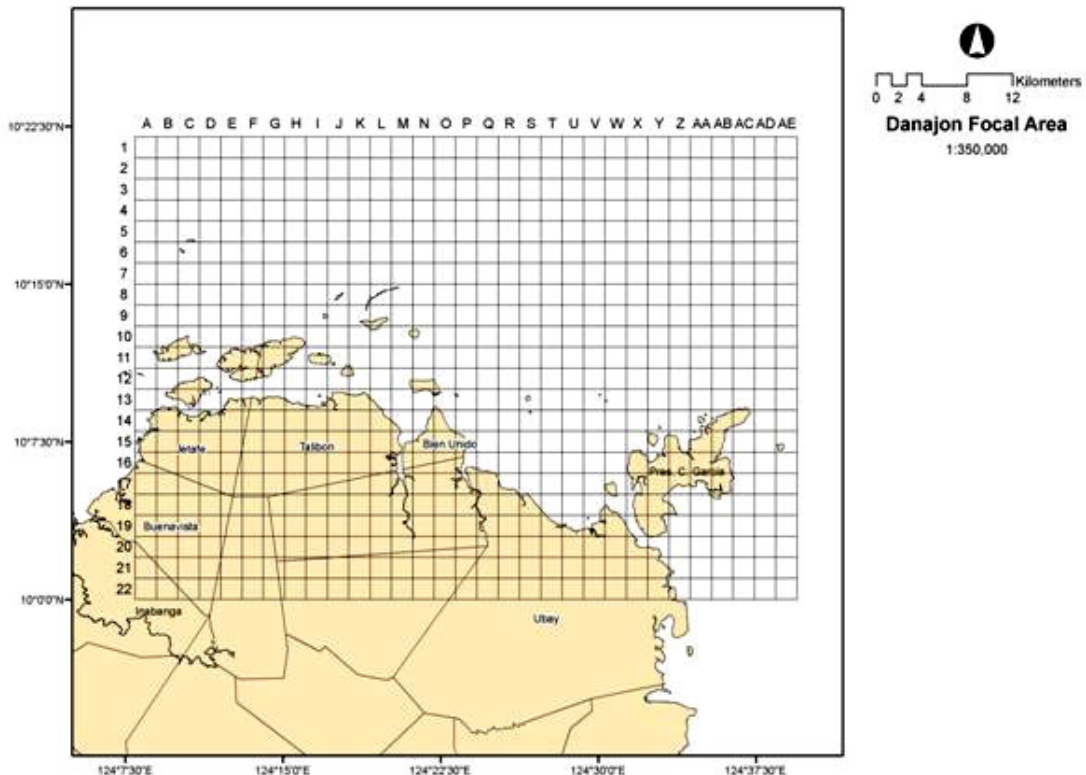 0 2 4 8 12 Kilometers
Danajon Focal Area
1:350,000
10°22'30"N
A B C D E F G H I J K L M N O P Q R S T U V W X Y Z AA AB AC AD AE
1
2
3
4
5
6
7
10°15'0"N
8
9
10
11
12
13
14
10°7'30"N
15
Jetafe Talibon Bien Unido
16
Pres. C. Garcia
18
19
Buenavista
20
21
22
10°0'0"N
Inabanga
Ubay
124°7'30"E 124°15'0"E 124°22'30"E 124°30'0"E 124°37'30"E